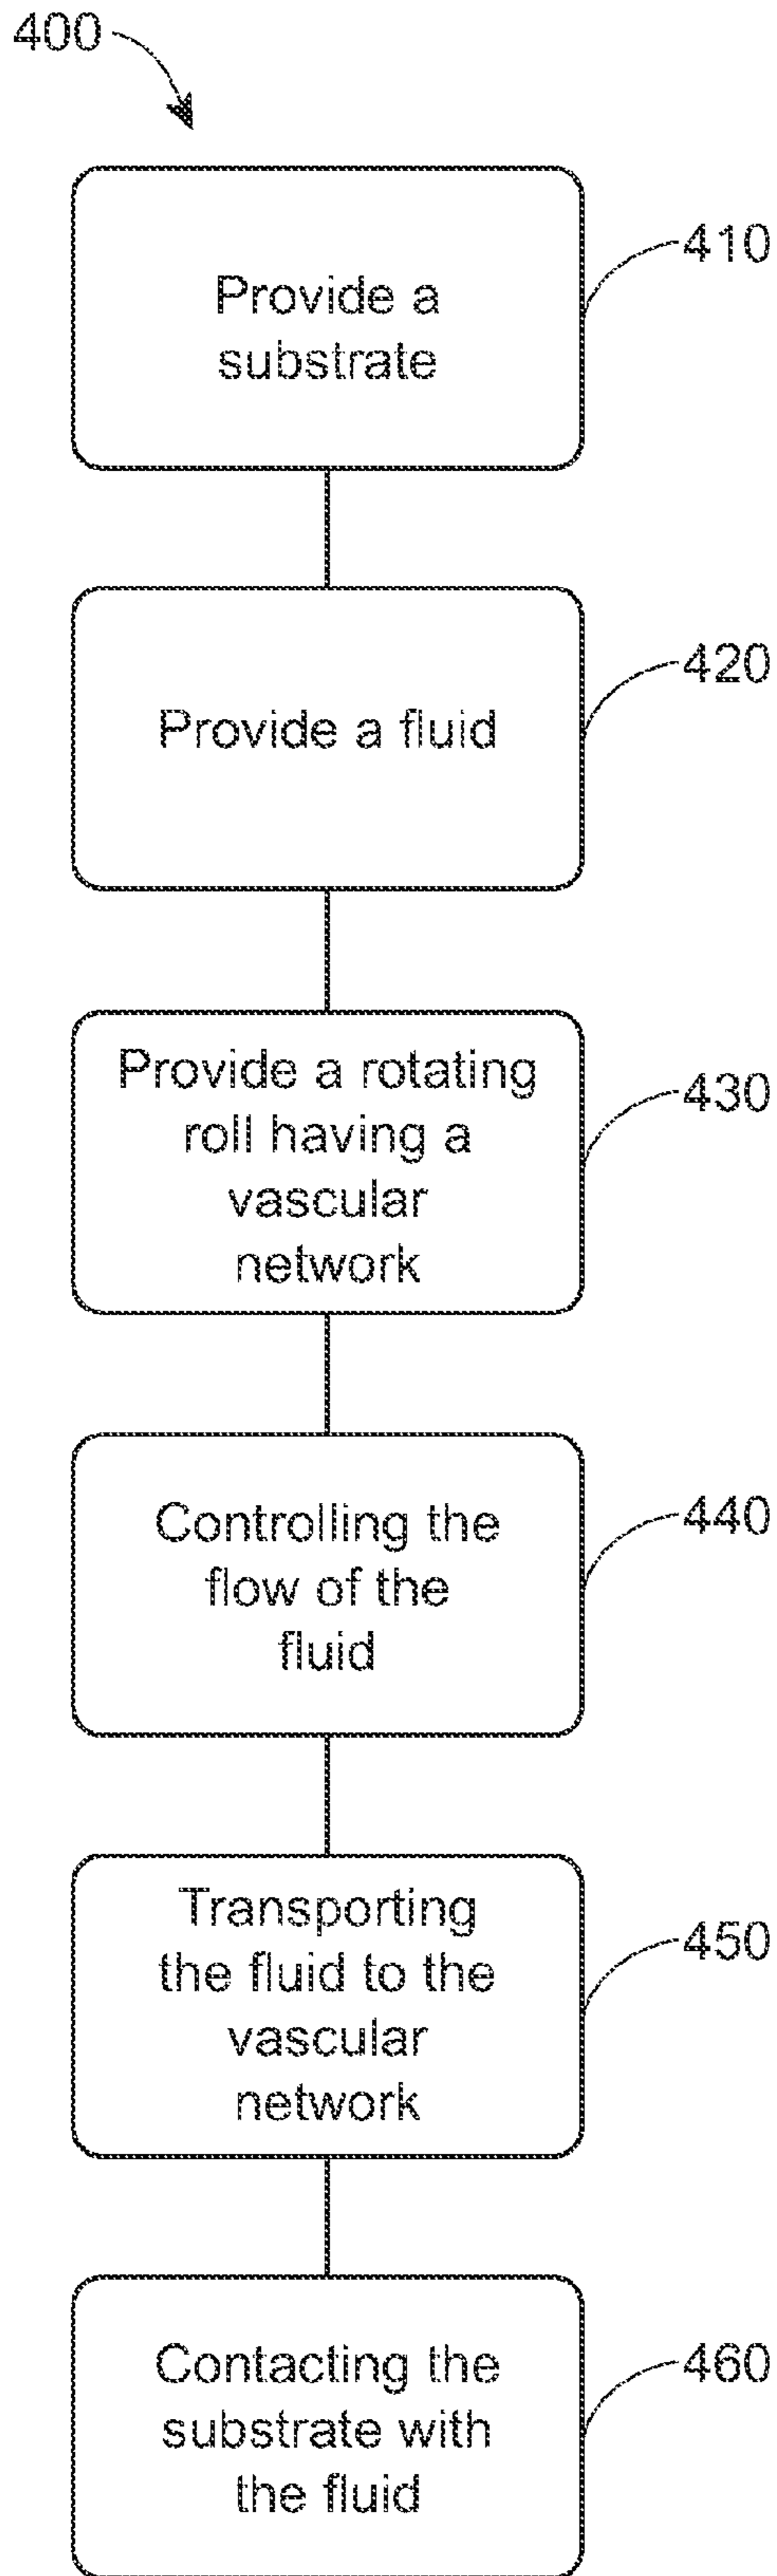 400
Provide a
substrate
410
Provide a fluid
420
Provide a rotating
roll having a
vascular
network
430
Controlling the
flow of the
fluid
440
Transporting
the fluid to the
vascular
network
450
Contacting the
substrate with
the fluid
460